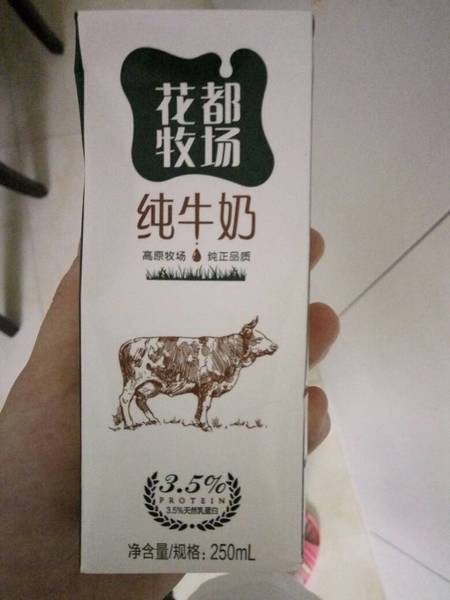 花都
牧场
纯牛奶
高原牧场 纯正品质
3.5%
PROTEIN
3.5%天然乳蛋白
净含量/规格：250mL